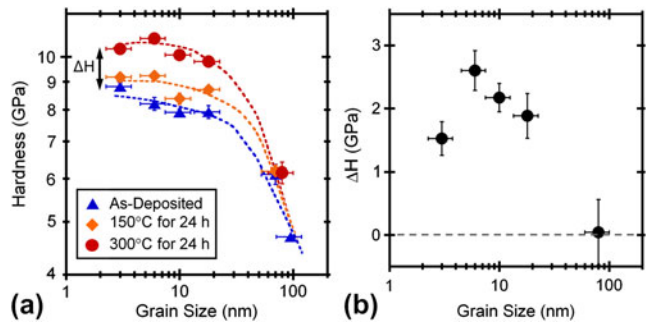 10
9
8
7
6
5
4
Hardness (GPa)
ΔH
As-Deposited
150°C for 24 h
300°C for 24 h
1
10
100
Grain Size (nm)
(a)
3
2
1
0
ΔH (GPa)
1
10
100
Grain Size (nm)
(b)